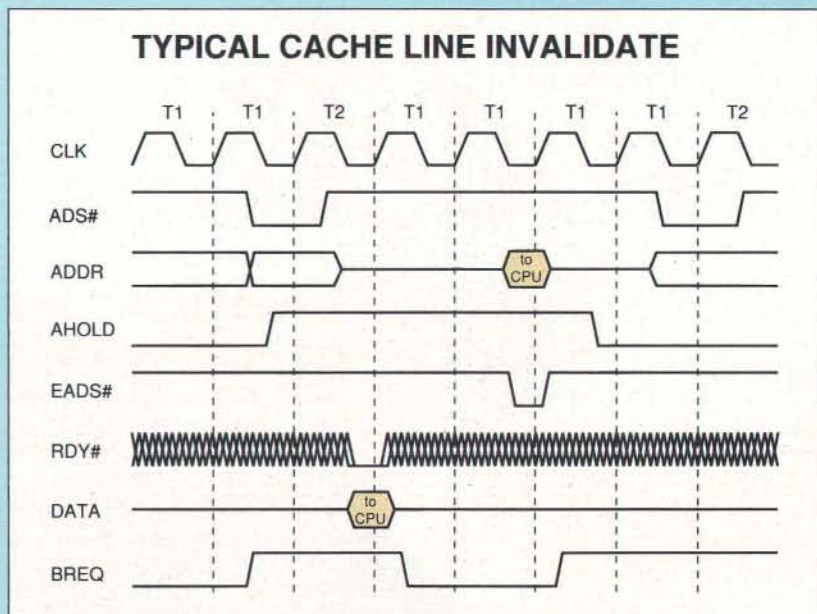 TYPICAL CACHE LINE INVALIDATE
T1 T1 T2 T1 T1 T1 T1 T2
CLK
ADS#
ADDR
to
CPU
AHOLD
EADS#
RDY#
DATA
to
CPU
BREQ